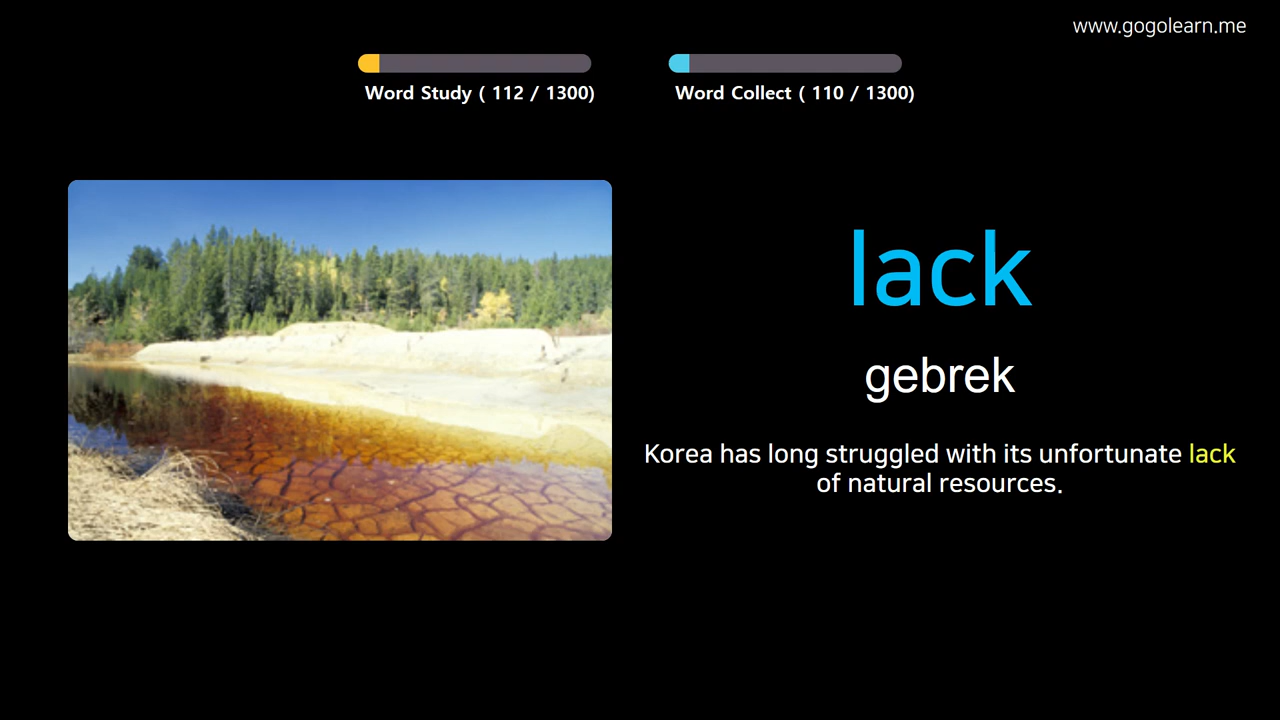 www.gogolearn.me
Word Study ( 112 / 1300)
Word Collect ( 110 / 1300)
lack
gebrek
Korea has long struggled with its unfortunate lack
of natural resources.